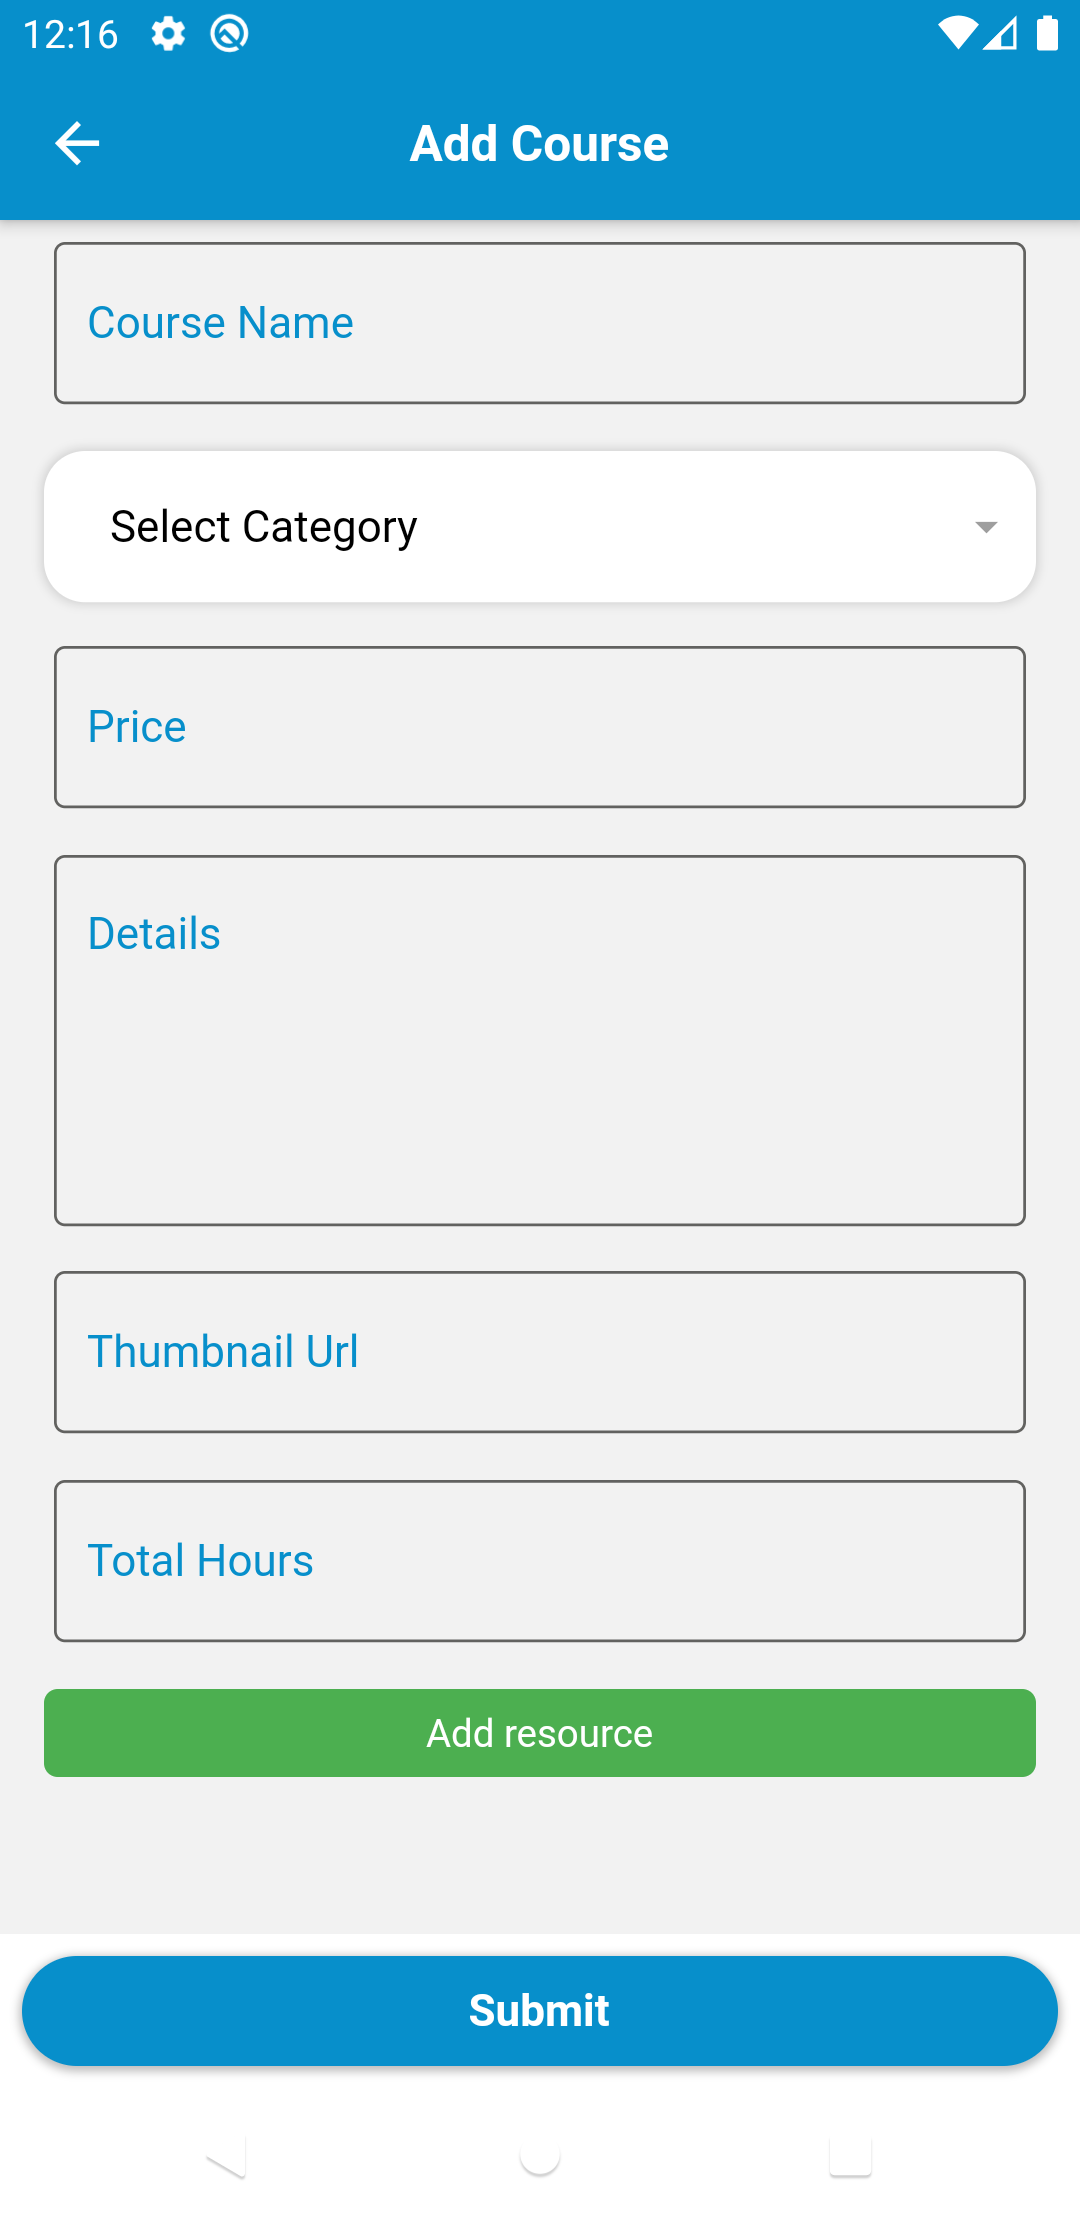 12:16
Add Course
Course Name
Select Category
Price
Details
Thumbnail Url
Total Hours
Add resource
Submit